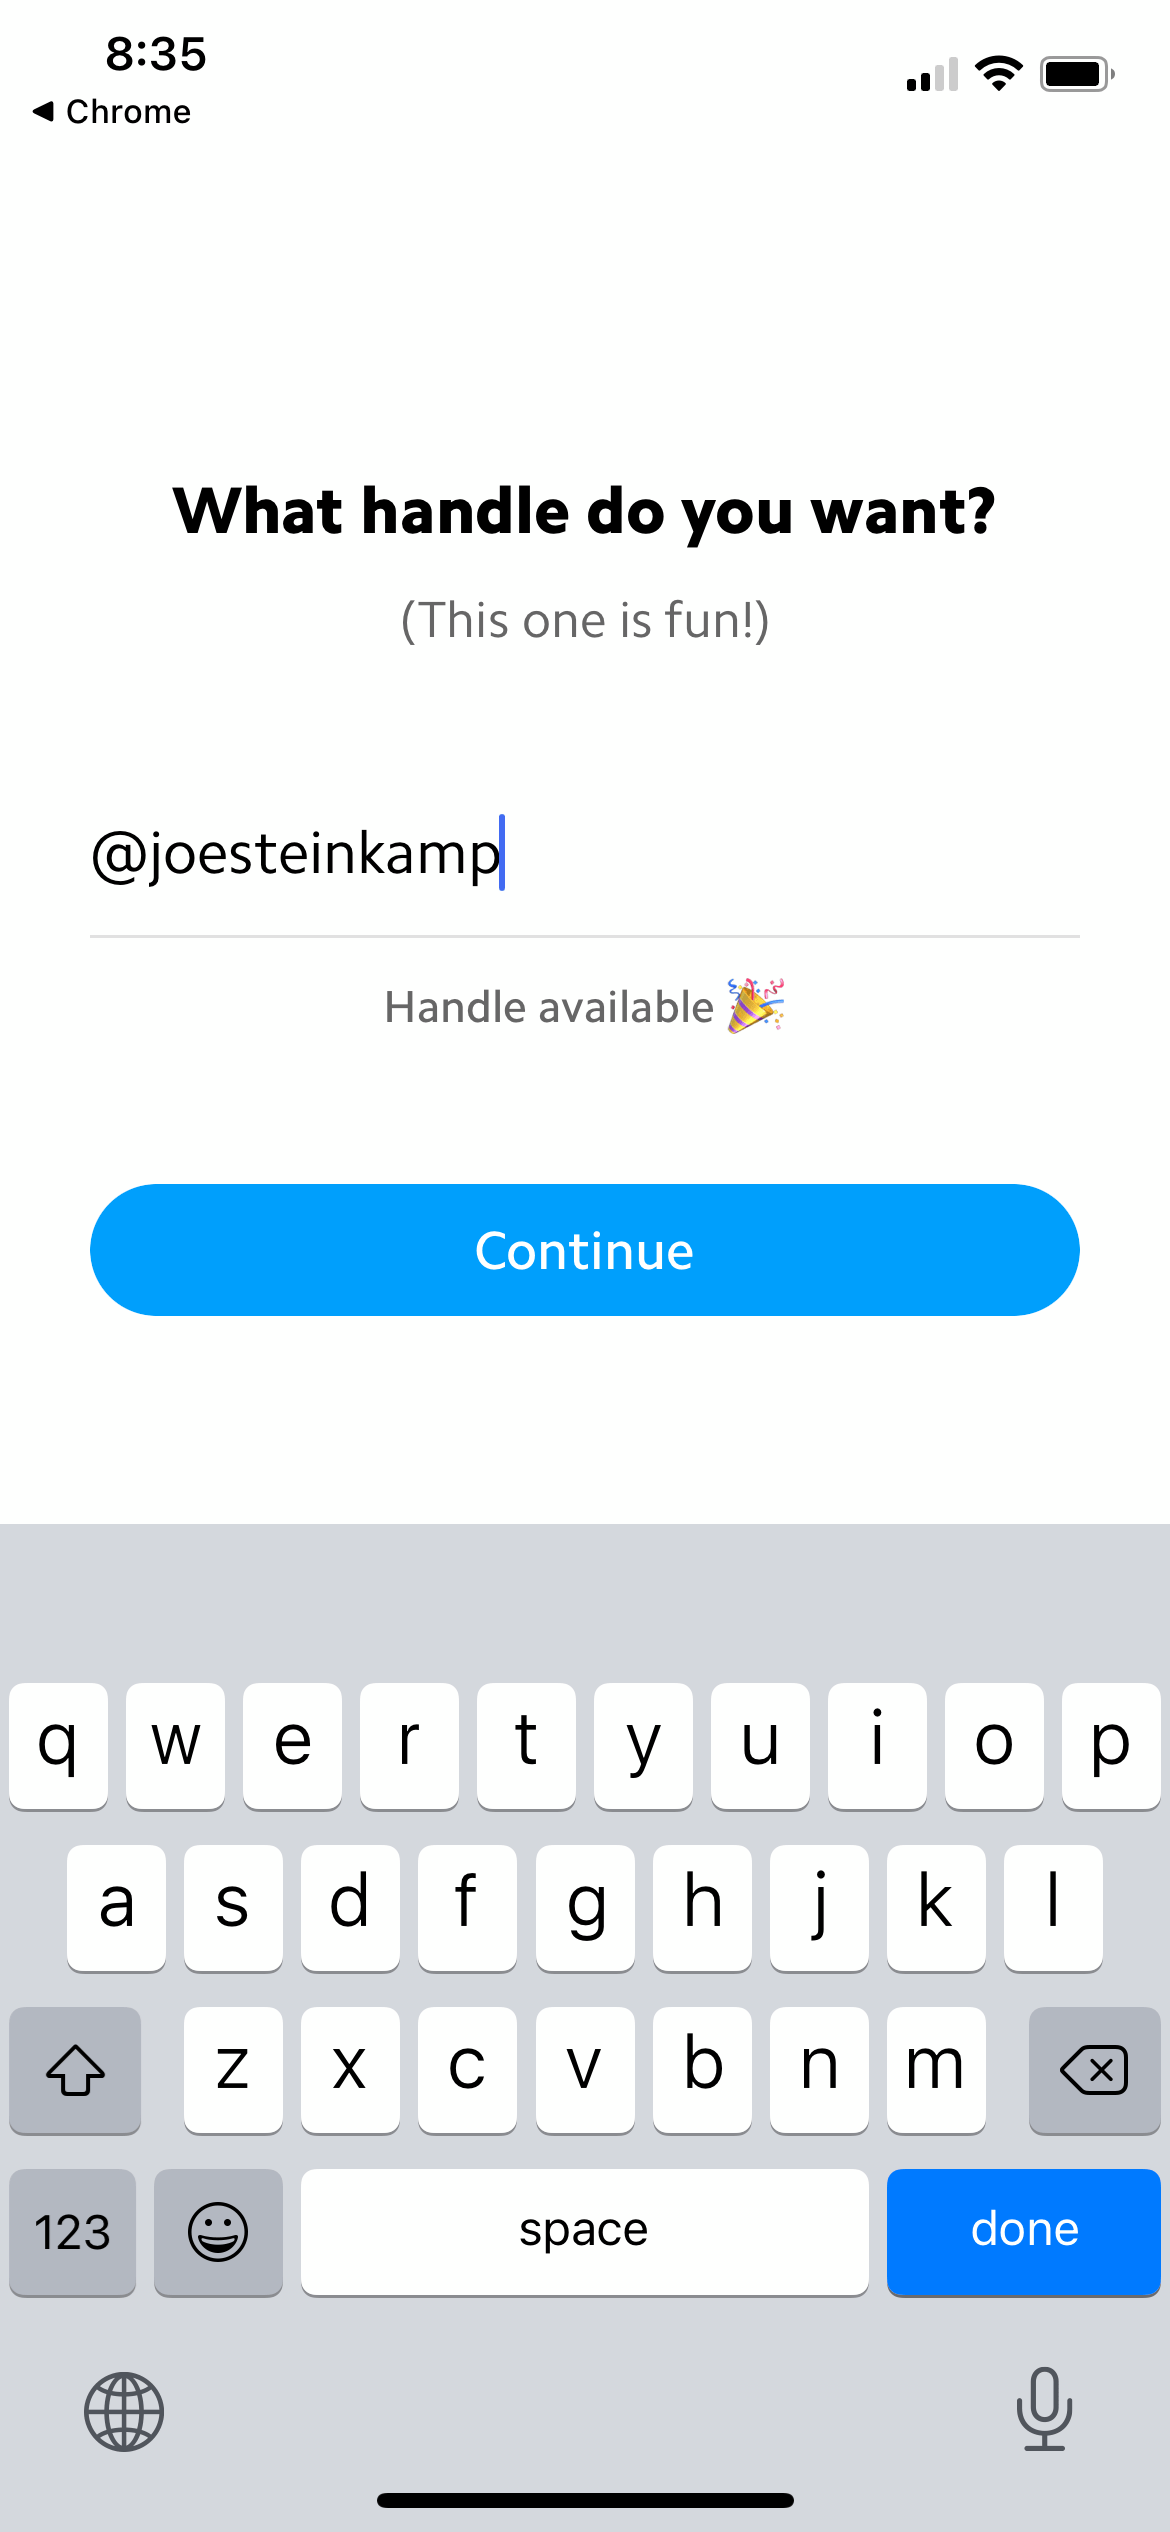 8:35
◀ Chrome
What handle do you want?
(This one is fun!)
@joesteinkamp
Handle available 🎉
Continue
q w e r t y u i o p
a s d f g h j k l
z x c v b n m
123 space done